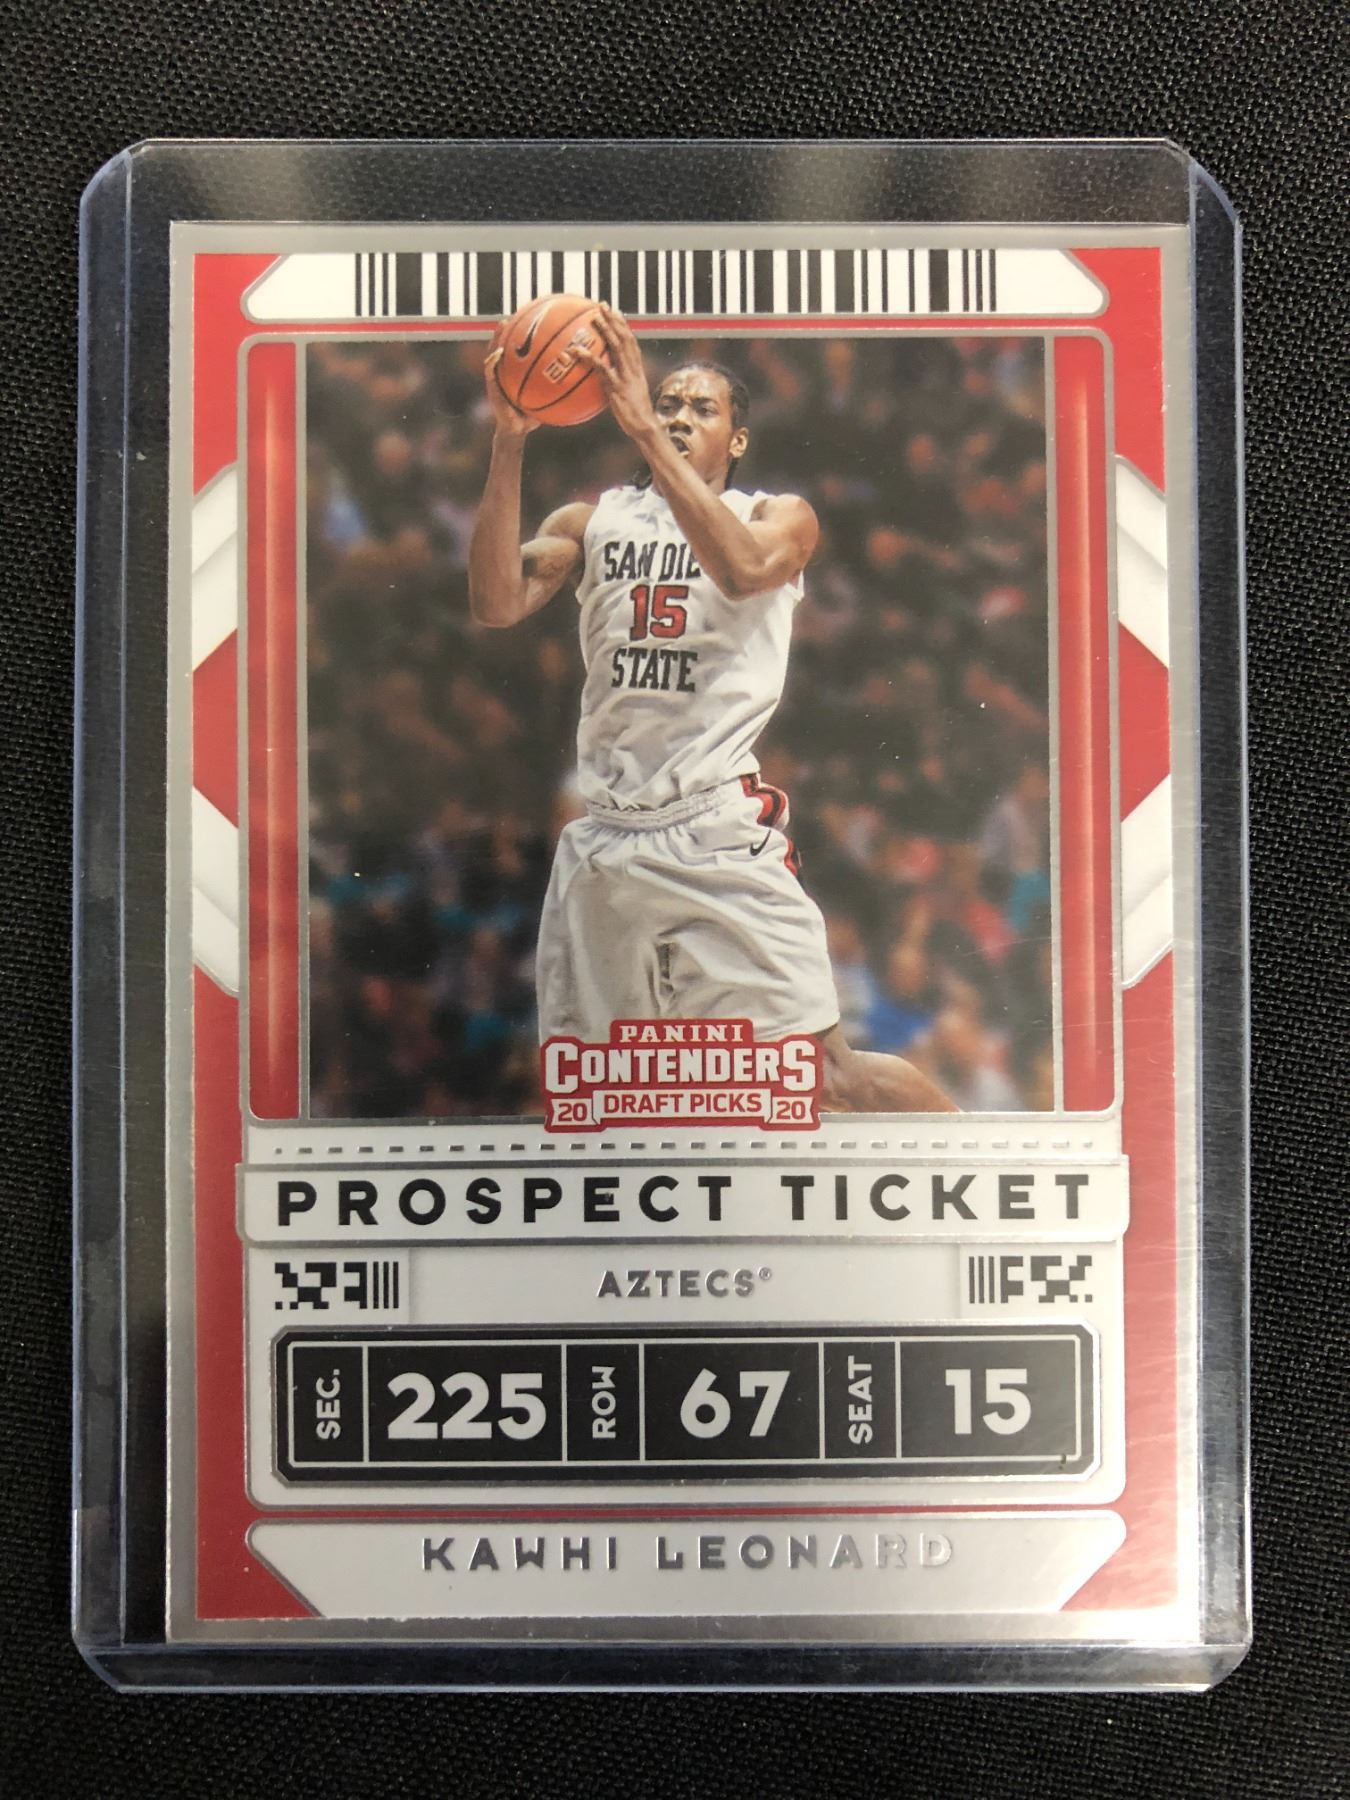 ELITE
SAN DIE
15
STATE
PANINI
CONTENDERS
20 DRAFT PICKS 20
PROSPECT TICKET
AZTECS®
SEC. 225 ROW 67 SEAT 15
KAWHI LEONARD